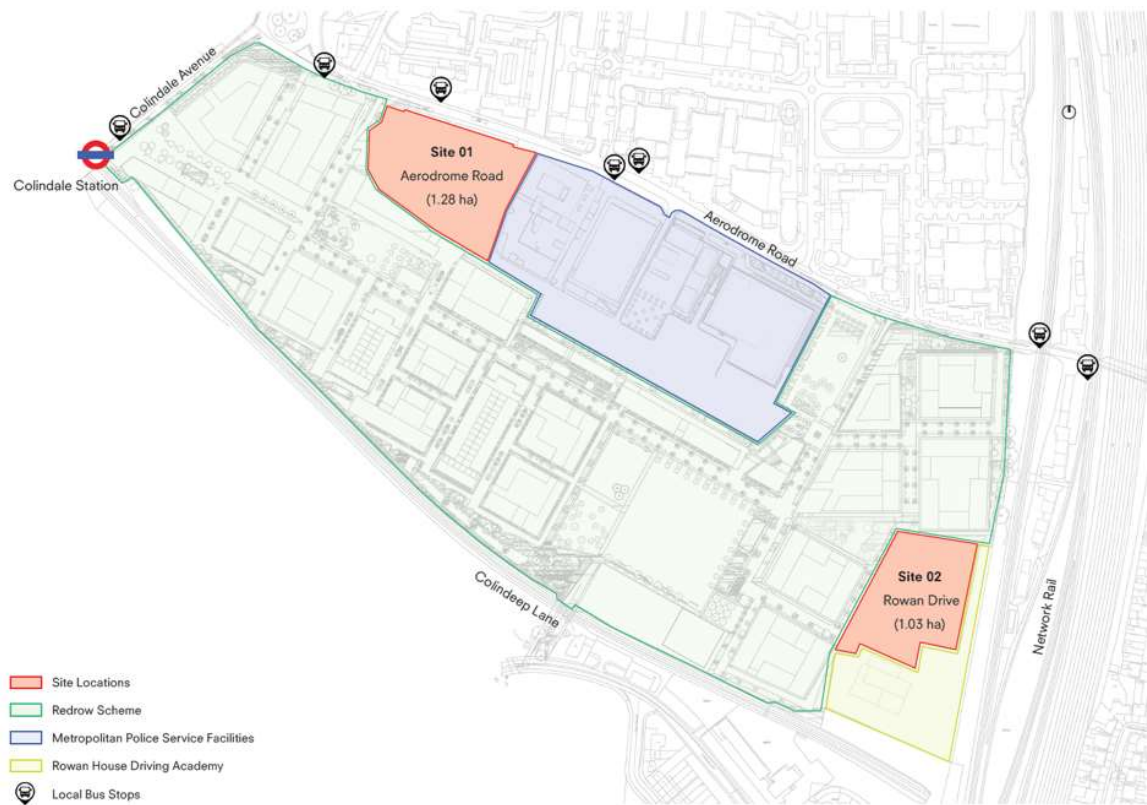 Colindale Avenue
Colindale Station
Site 01
Aerodrome Road
(1.28 ha)
Aerodrome Road
Site 02
Rowan Drive
(1.03 ha)
Colindeep Lane
Network Rail
Site Locations
Redrow Scheme
Metropolitan Police Service Facilities
Rowan House Driving Academy
Local Bus Stops